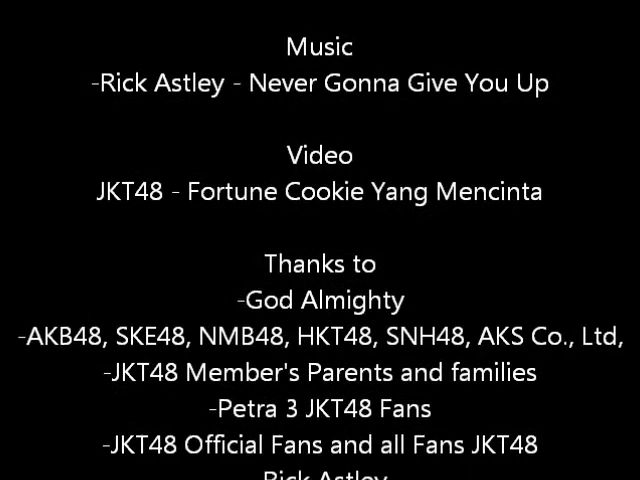 Music
-Rick Astley - Never Gonna Give You Up
Video
JKT48 - Fortune Cookie Yang Mencinta
Thanks to
-God Almighty
-AKB48, SKE48, NMB48, HKT48, SNH48, AKS Co., Ltd,
-JKT48 Member's Parents and families
-Petra 3 JKT48 Fans
-JKT48 Official Fans and all Fans JKT48
Rick Astley